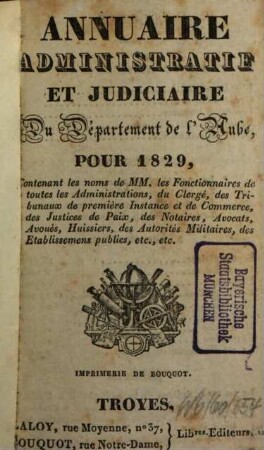 ANNUAIRE
ADMINISTRATIF
ET JUDICIAIRE
Du Département de l'Aube,
POUR 1829,
Contenant les noms de MM. les Fonctionnaires de
toutes les Administrations, du Clergé, des Tri-
bunaux de première Instance et de Commerce,
des Justices de Paix, des Notaires, Avocats,
Avoués, Huissiers, des Autorités Militaires, des
Etablissemens publics, etc., etc.
Bayerische
Staatsbibliothek
MÜNCHEN
IMPRIMERIE DE BOUQUOT.
TROYES.
LALOY, rue Moyenne, n°37,
BOUQUOT, rue Notre-Dame,
Libres.-Editeurs,